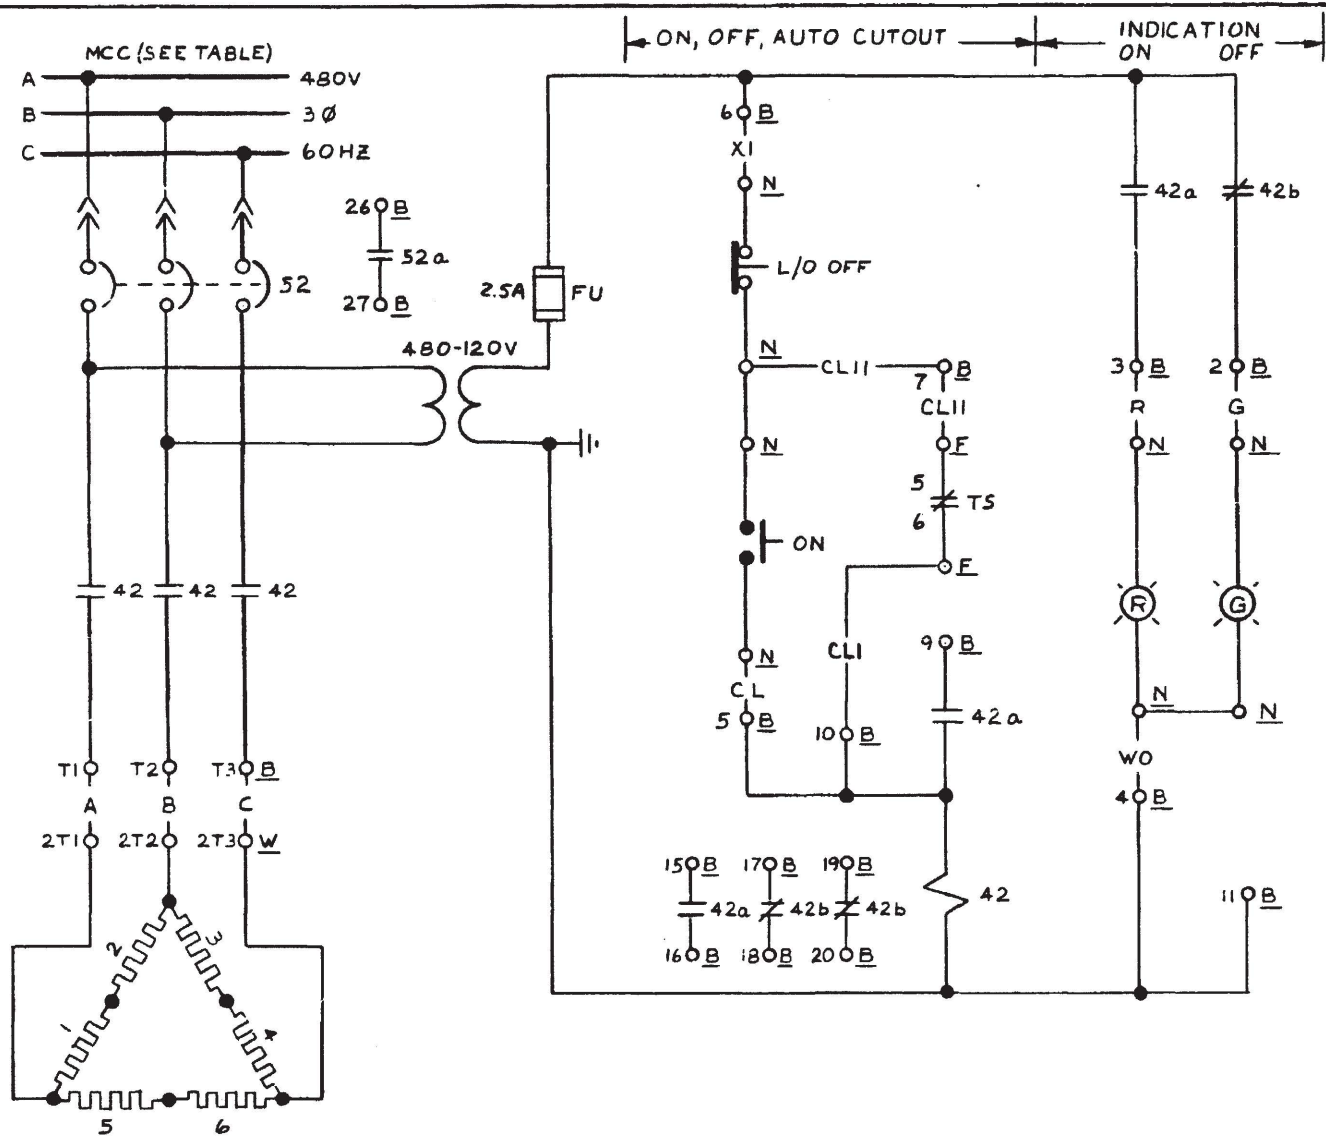 ON, OFF, AUTO CUTOUT
INDICATION
ON OFF
MCC (SEE TABLE)
A 480V
B 3Ø
C 60HZ
6 B
X1
N
26 B
52a
27 B
42a
42b
52
2.5A FU
L/O OFF
480-120V
N
CL11
7 B
CL11
3 B
2 B
R
G
N
F
N
N
5
6
TS
ON
F
42 42 42
R
G
N
CL1
9 B
CL
5 B
10 B
42a
N
N
WO
4 B
T1 T2 T3 B
A B C
2T1 2T2 2T3 W
15 B 17 B 19 B
42a 42b 42b
16 B 18 B 20 B
42
11 B
2 3
1 4
5 6